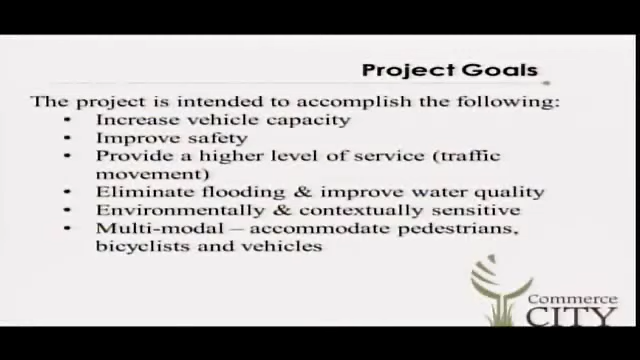 Project Goals
The project is intended to accomplish the following:
• Increase vehicle capacity
• Improve safety
• Provide a higher level of service (traffic
movement)
• Eliminate flooding & improve water quality
• Environmentally & contextually sensitive
• Multi-modal – accommodate pedestrians,
bicyclists and vehicles
Commerce
CITY